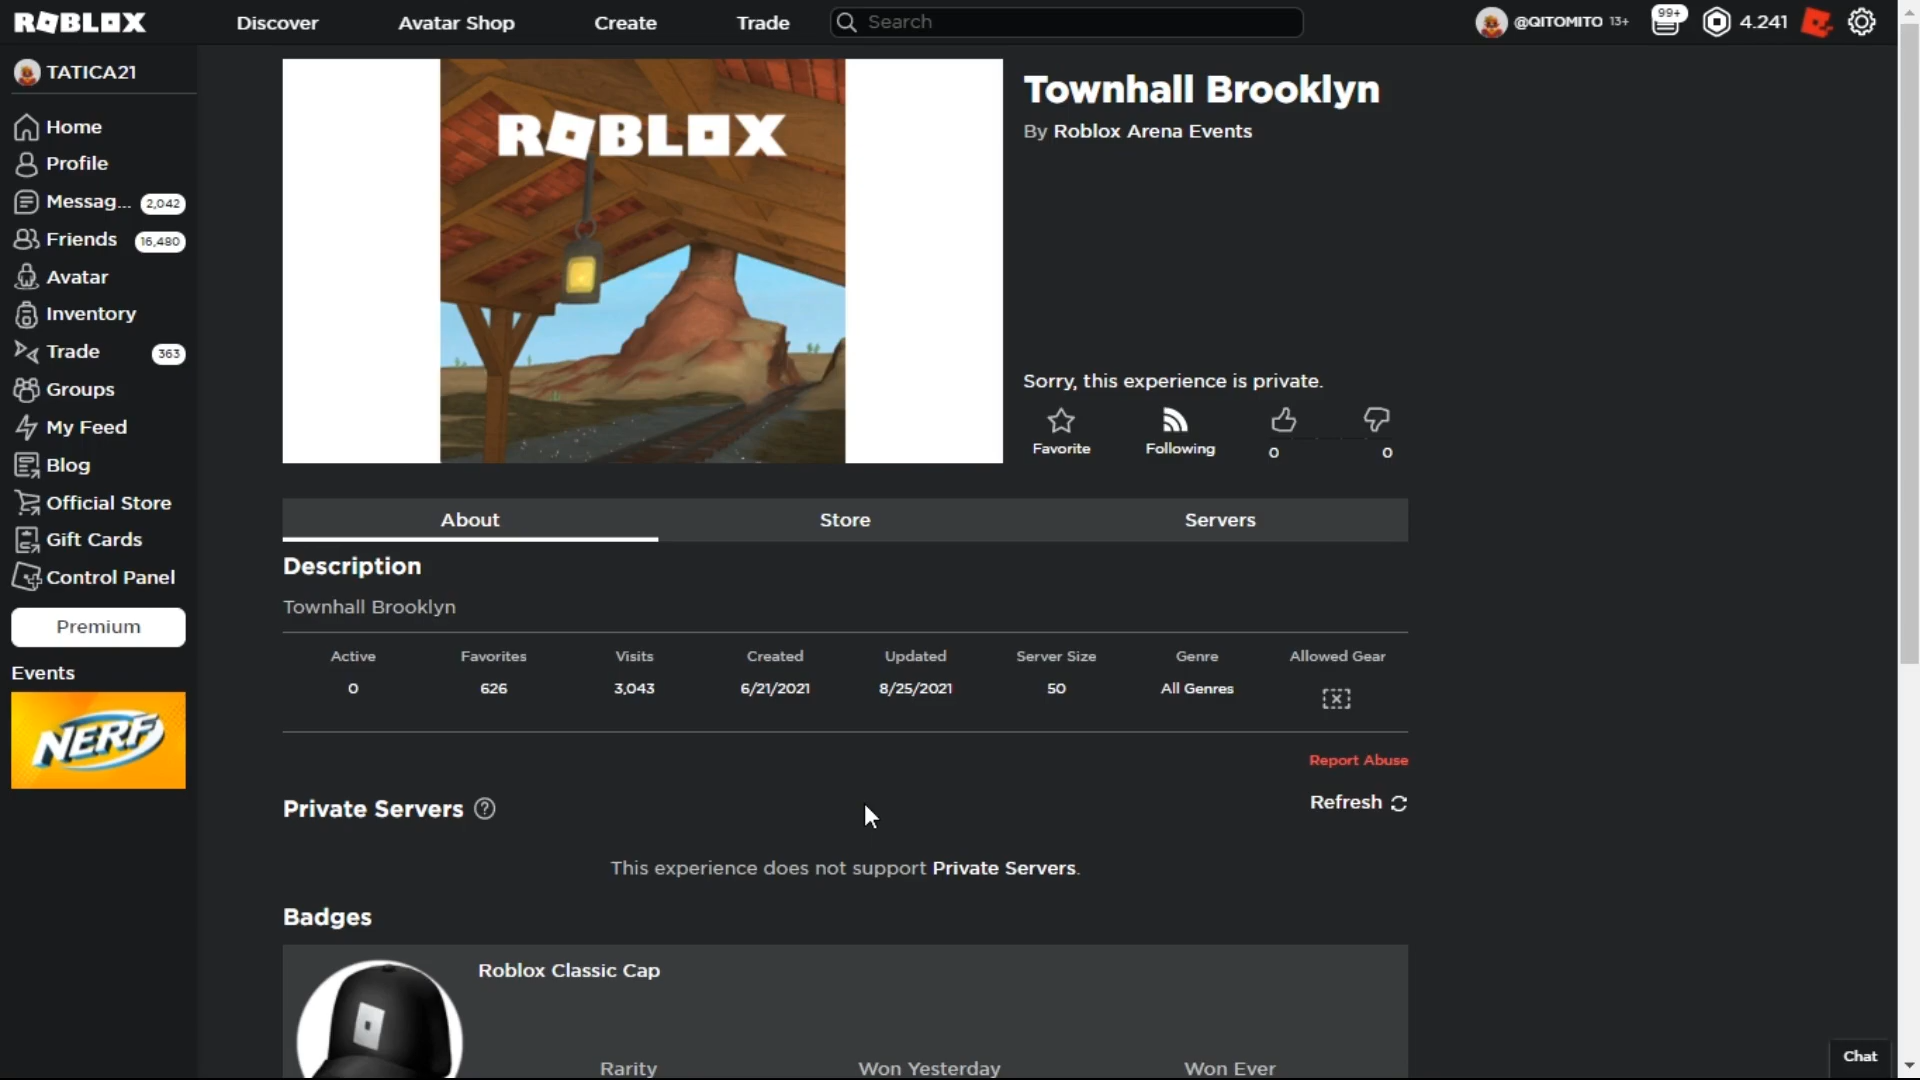 ROBLOX
Discover
Avatar Shop
Create
Trade
Search
@QITOMITO 13+
99+
4.241
TATICA21
Home
Profile
Messag... 2,042
Friends 16,480
Avatar
Inventory
Trade 363
Groups
My Feed
Blog
Official Store
Gift Cards
Control Panel
Premium
Events
NERF
ROBLOX
Townhall Brooklyn
By Roblox Arena Events
Sorry, this experience is private.
Favorite
Following
0
0
About
Store
Servers
Description
Townhall Brooklyn
Active Favorites Visits Created Updated Server Size Genre Allowed Gear
0 626 3,043 6/21/2021 8/25/2021 50 All Genres
Report Abuse
Private Servers ?
Refresh
This experience does not support Private Servers.
Badges
Roblox Classic Cap
Rarity Won Yesterday Won Ever
Chat